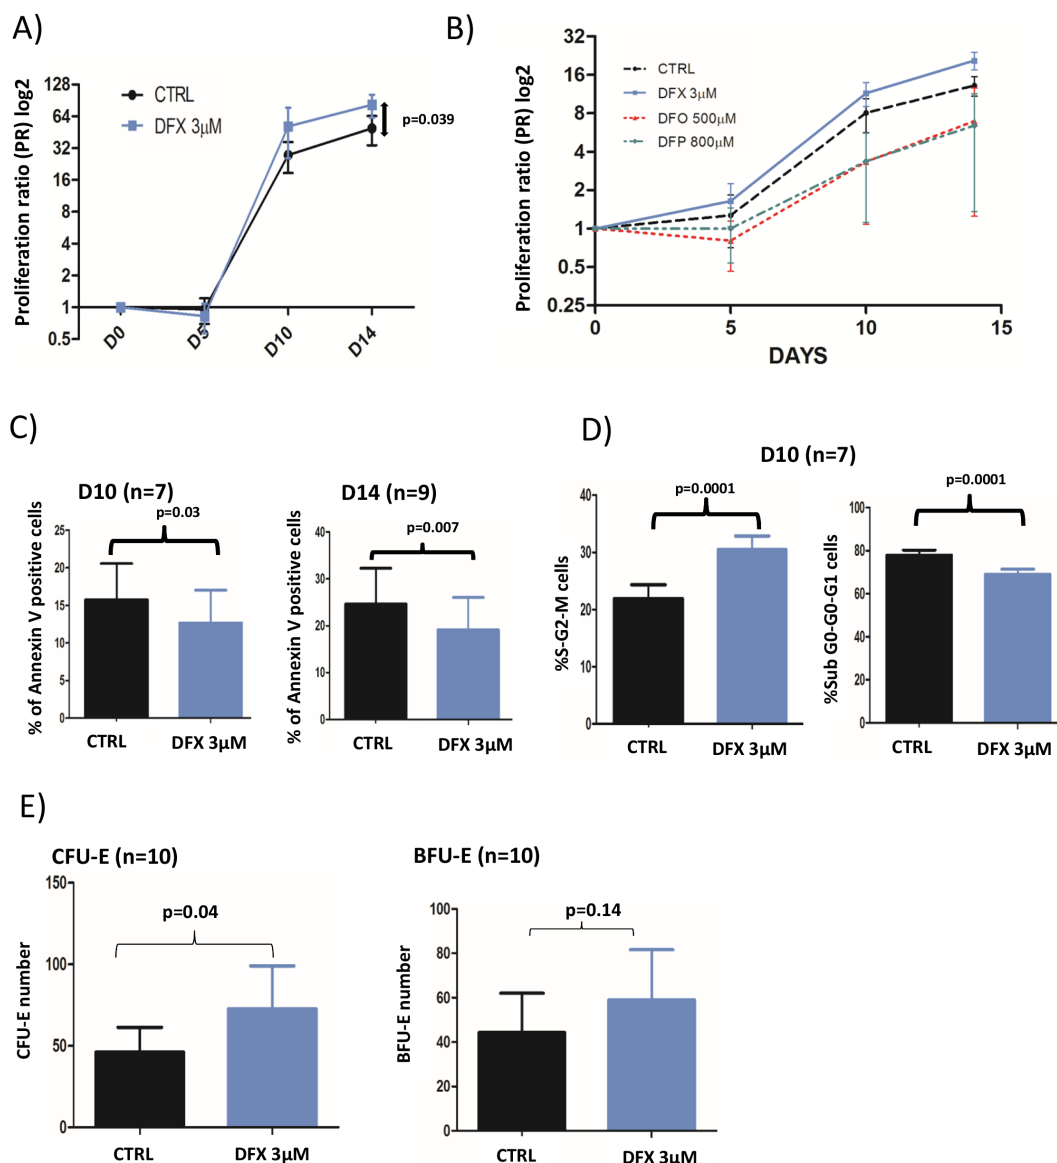 A)
Proliferation ratio (PR) log2
128
64
32
16
8
4
2
1
0.5
CTRL
DFX 3μM
p=0.039
D0
D5
D10
D14
B)
Proliferation ratio (PR) log2
32
16
8
4
2
1
0.5
0.25
CTRL
DFX 3μM
DFO 500μM
DFP 800μM
0
5
10
15
DAYS
C)
D10 (n=7)
p=0.03
% of Annexin V positive cells
25
20
15
10
5
0
CTRL
DFX 3μM
D14 (n=9)
p=0.007
% of Annexin V positive cells
40
30
20
10
0
CTRL
DFX 3μM
D)
D10 (n=7)
p=0.0001
%S-G2-M cells
40
30
20
10
0
CTRL
DFX 3μM
p=0.0001
%Sub G0-G0-G1 cells
100
80
60
40
20
0
CTRL
DFX 3μM
E)
CFU-E (n=10)
p=0.04
CFU-E number
150
100
50
0
CTRL
DFX 3μM
BFU-E (n=10)
p=0.14
BFU-E number
100
80
60
40
20
0
CTRL
DFX 3μM